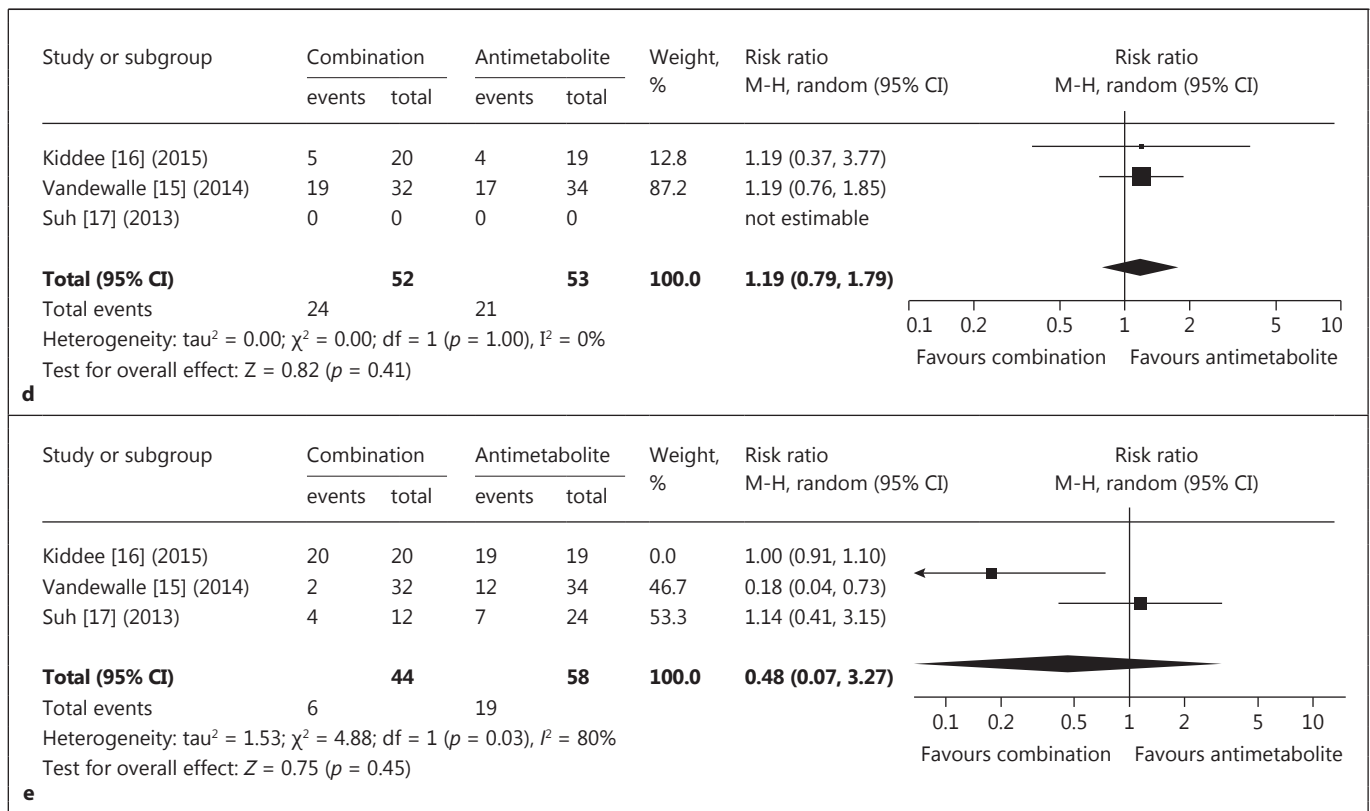 Study or subgroup Combination Antimetabolite Weight, Risk ratio Risk ratio
events total events total % M-H, random (95% CI) M-H, random (95% CI)
Kiddee [16] (2015) 5 20 4 19 12.8 1.19 (0.37, 3.77)
Vandewalle [15] (2014) 19 32 17 34 87.2 1.19 (0.76, 1.85)
Suh [17] (2013) 0 0 0 0 not estimable
Total (95% CI) 52 53 100.0 1.19 (0.79, 1.79)
Total events 24 21
Heterogeneity: tau² = 0.00; χ² = 0.00; df = 1 (p = 1.00), I² = 0%
Test for overall effect: Z = 0.82 (p = 0.41)
0.1 0.2 0.5 1 2 5 10
Favours combination Favours antimetabolite
d
Study or subgroup Combination Antimetabolite Weight, Risk ratio Risk ratio
events total events total % M-H, random (95% CI) M-H, random (95% CI)
Kiddee [16] (2015) 20 20 19 19 0.0 1.00 (0.91, 1.10)
Vandewalle [15] (2014) 2 32 12 34 46.7 0.18 (0.04, 0.73)
Suh [17] (2013) 4 12 7 24 53.3 1.14 (0.41, 3.15)
Total (95% CI) 44 58 100.0 0.48 (0.07, 3.27)
Total events 6 19
Heterogeneity: tau² = 1.53; χ² = 4.88; df = 1 (p = 0.03), I² = 80%
Test for overall effect: Z = 0.75 (p = 0.45)
0.1 0.2 0.5 1 2 5 10
Favours combination Favours antimetabolite
e